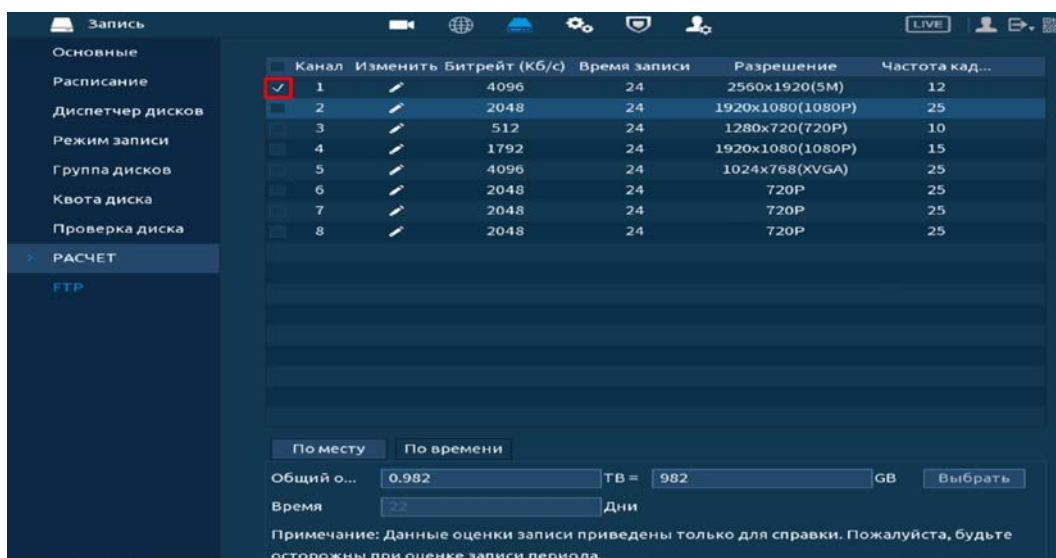 Запись LIVE
Основные
Расписание
Диспетчер дисков
Режим записи
Группа дисков
Квота диска
Проверка диска
РАСЧЕТ
FTP
Канал Изменить Битрейт (Кб/с) Время записи Разрешение Частота кад...
1 4096 24 2560x1920(5M) 12
2 2048 24 1920x1080(1080P) 25
3 512 24 1280x720(720P) 10
4 1792 24 1920x1080(1080P) 15
5 4096 24 1024x768(XVGA) 25
6 2048 24 720P 25
7 2048 24 720P 25
8 2048 24 720P 25
По месту По времени
Общий о... 0.982 TB = 982 GB Выбрать
Время 22 Дни
Примечание: Данные оценки записи приведены только для справки. Пожалуйста, будьте
осторожны при оценке записи периода.